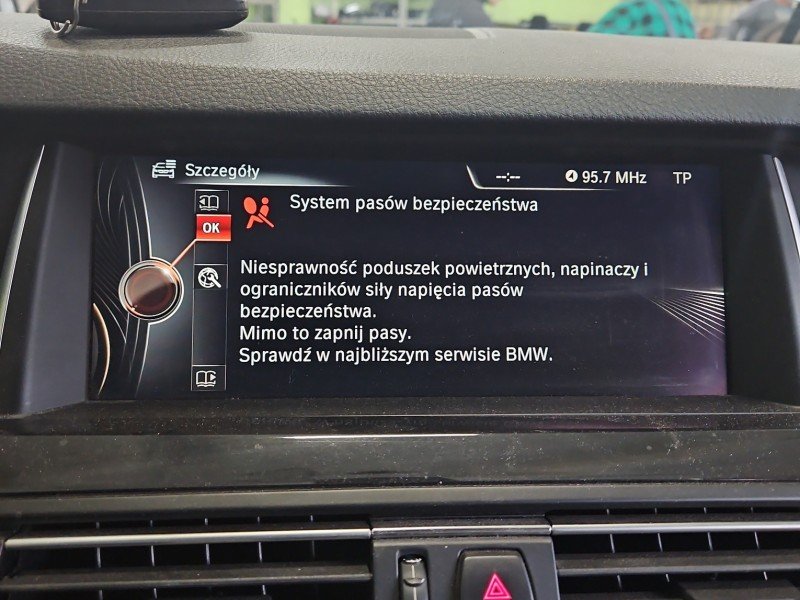 Szczegóły
--:--
95.7 MHz
TP
System pasów bezpieczeństwa
OK
Niesprawność poduszek powietrznych, napinaczy i
ograniczników siły napięcia pasów
bezpieczeństwa.
Mimo to zapnij pasy.
Sprawdź w najbliższym serwisie BMW.